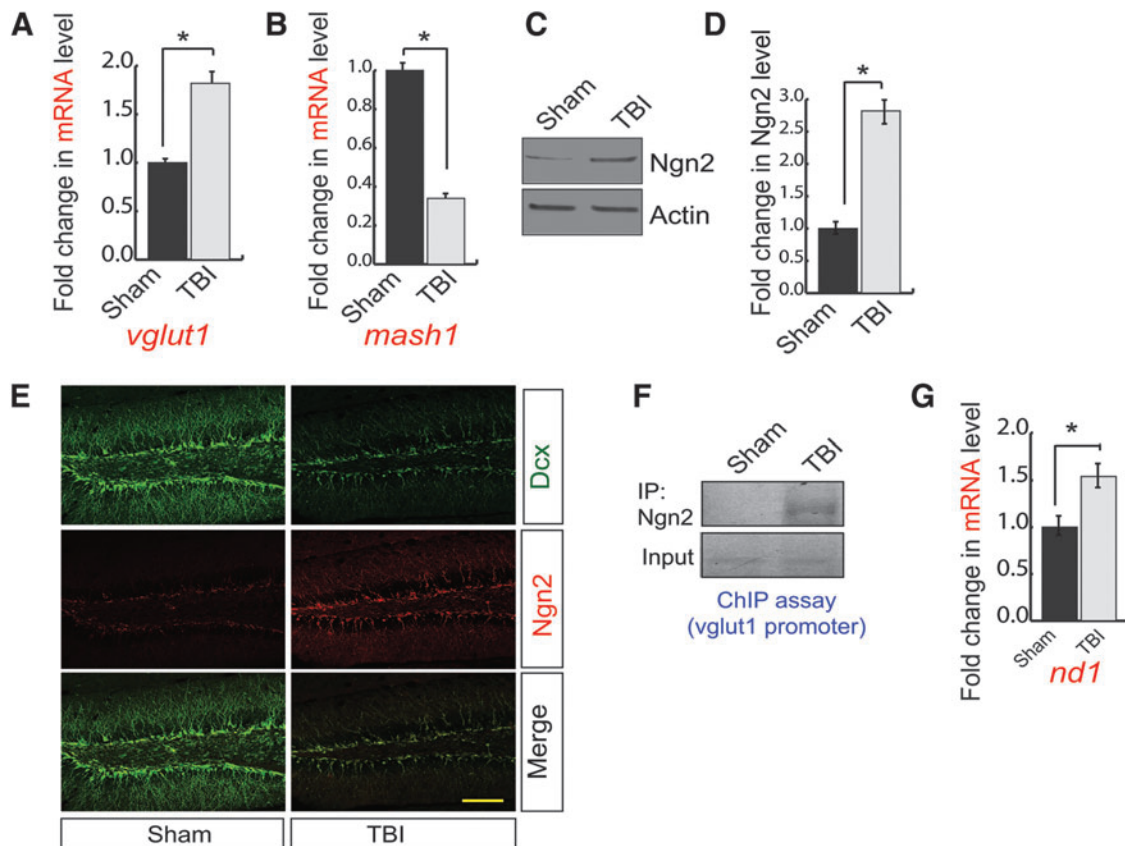 A
Fold change in mRNA level
2.0
1.5
1.0
0.5
0.0
*
Sham
TBI
vglut1
B
Fold change in mRNA level
1.0
0.8
0.6
0.4
0.2
0.0
*
Sham
TBI
mash1
C
Sham
TBI
Ngn2
Actin
D
Fold change in Ngn2 level
3.0
2.5
2.0
1.5
1.0
0.5
0.0
*
Sham
TBI
E
Dcx
Ngn2
Merge
Sham
TBI
F
Sham
TBI
IP:
Ngn2
Input
ChIP assay
(vglut1 promoter)
G
Fold change in mRNA level
2.0
1.5
1.0
0.5
0.0
*
Sham
TBI
nd1